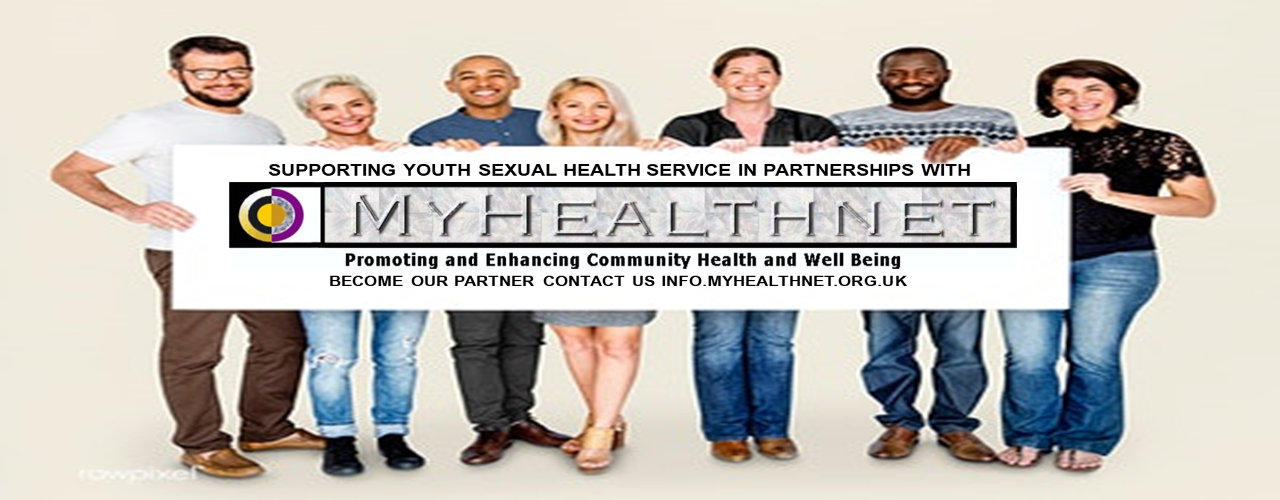 SUPPORTING YOUTH SEXUAL HEALTH SERVICE IN PARTNERSHIPS WITH
MYHEALTHNET
Promoting and Enhancing Community Health and Well Being
BECOME OUR PARTNER CONTACT US INFO.MYHEALTHNET.ORG.UK
rawpixel